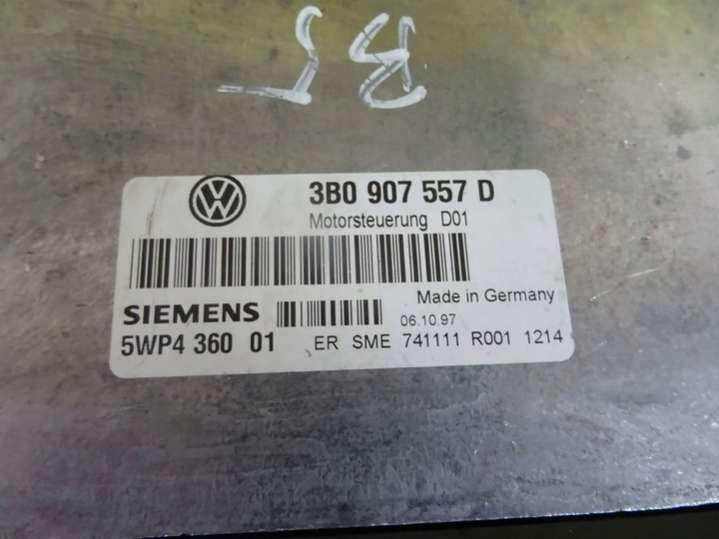 VW
3B0 907 557 D
Motorsteuerung D01
Made in Germany
SIEMENS 06.10.97
5WP4 360 01 ER SME 741111 R001 1214